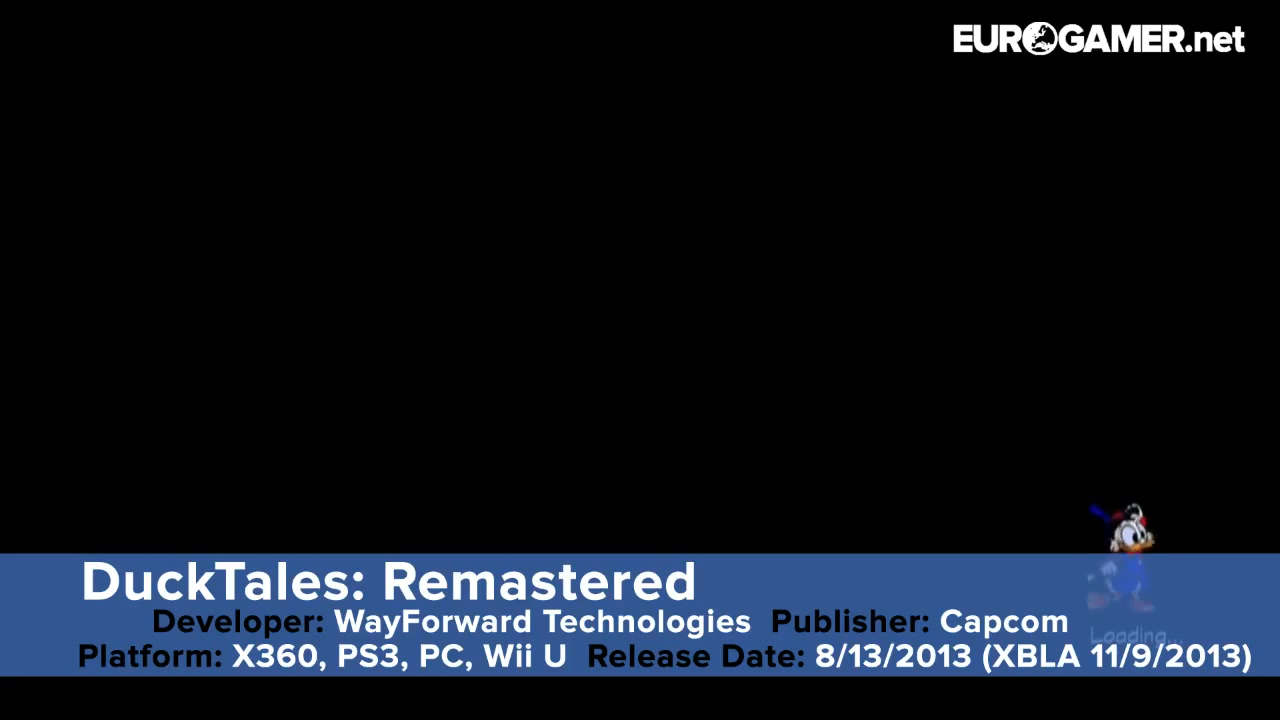 EUROGAMER.net
DuckTales: Remastered
Developer: WayForward Technologies Publisher: Capcom
Loading...
Platform: X360, PS3, PC, Wii U Release Date: 8/13/2013 (XBLA 11/9/2013)